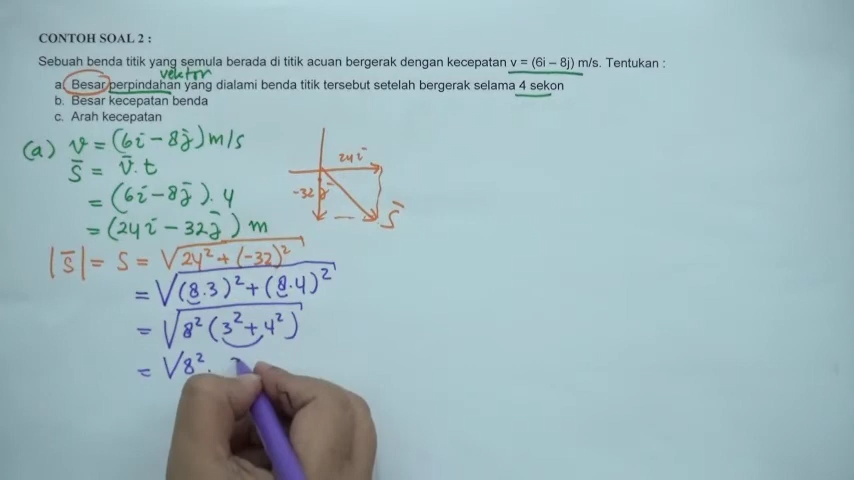 CONTOH SOAL 2 :
Sebuah benda titik yang semula berada di titik acuan bergerak dengan kecepatan v = (6i – 8j) m/s. Tentukan :
vektor
a. Besar perpindahan yang dialami benda titik tersebut setelah bergerak selama 4 sekon
b. Besar kecepatan benda
c. Arah kecepatan
(a) v = (6i – 8j) m/s
S̄ = v̄ . t
= (6i – 8j) . 4
= (24i – 32j) m
24i
-32j
S̄
|S̄| = S = √24² + (-32)²
= √(8.3)² + (8.4)²
= √8² (3² + 4²)
= √8² .